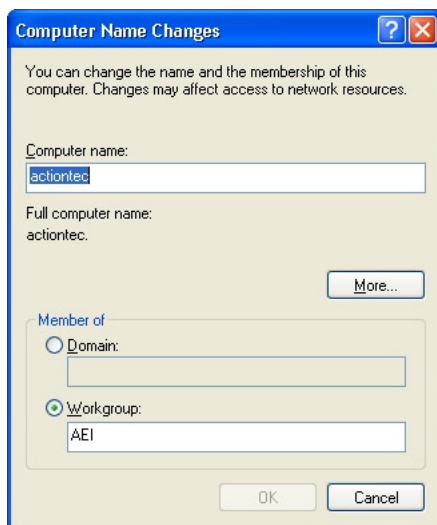 Computer Name Changes
You can change the name and the membership of this
computer. Changes may affect access to network resources.
Computer name:
actiontec
Full computer name:
actiontec.
More...
Member of
Domain:
Workgroup:
AEI
OK
Cancel